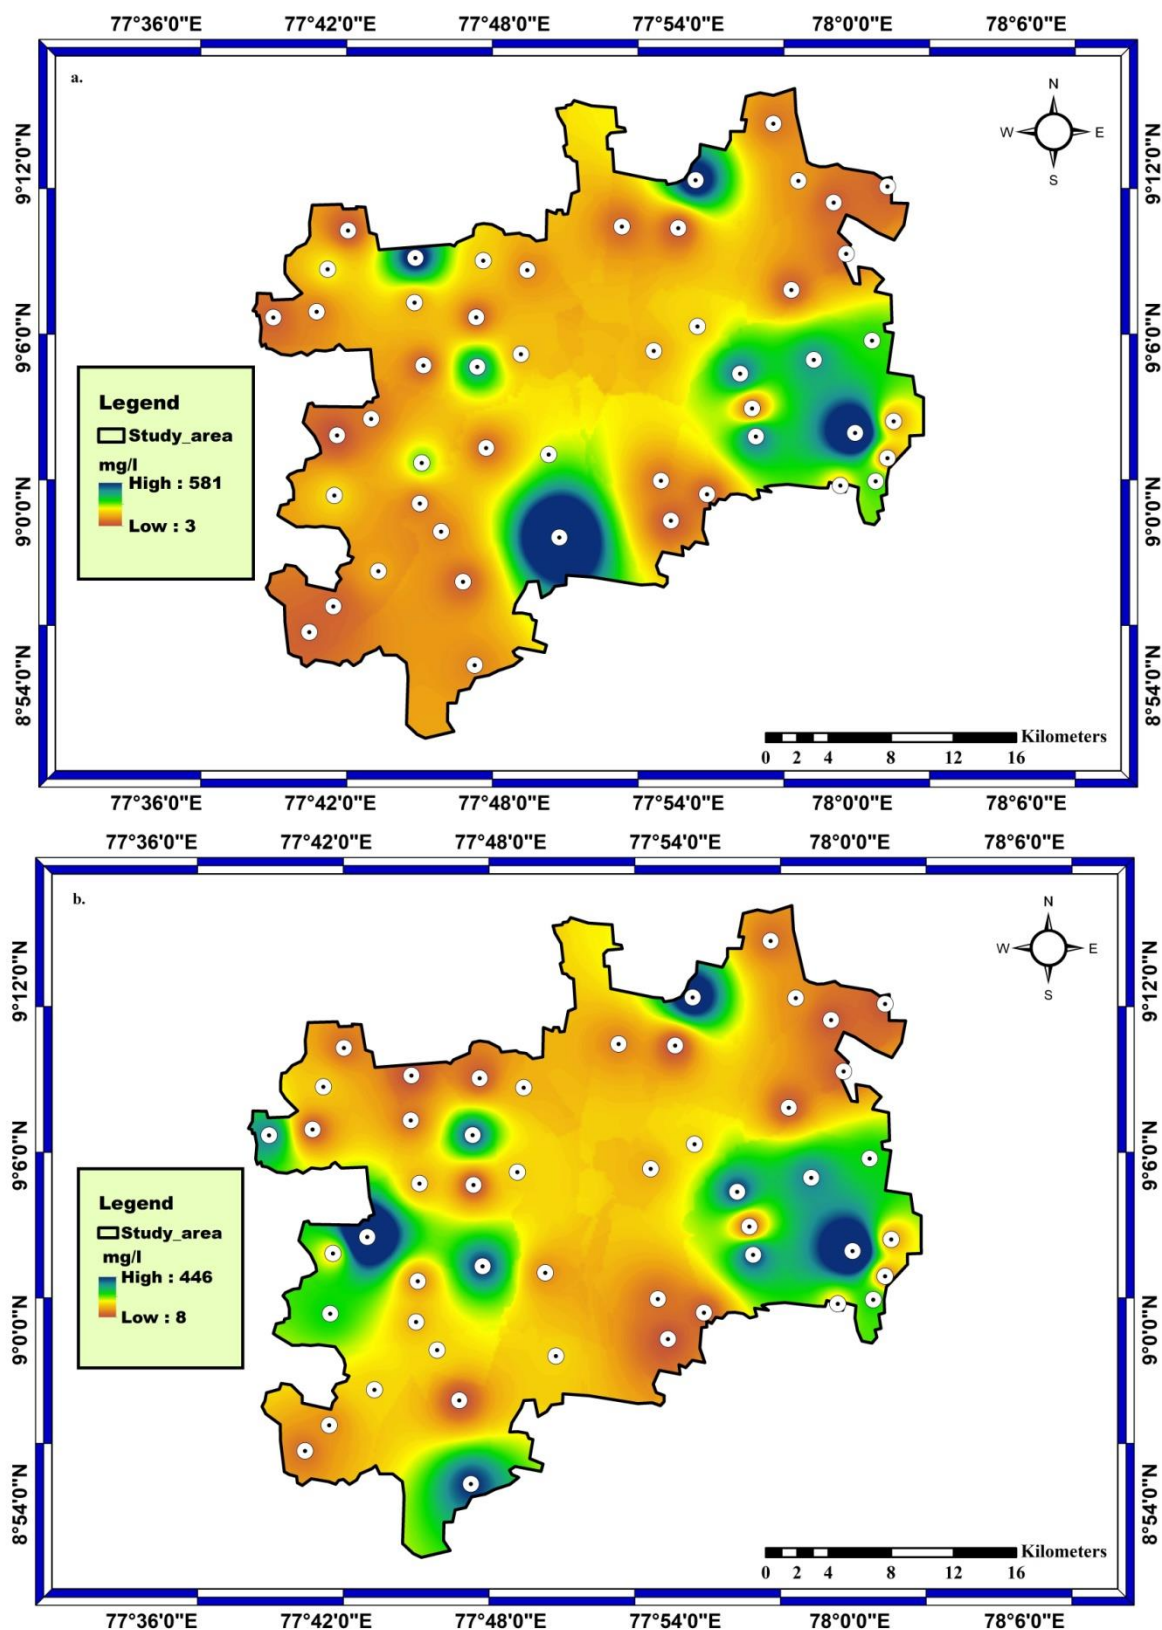 77°36'0"E 77°42'0"E 77°48'0"E 77°54'0"E 78°0'0"E 78°6'0"E
a.
N
W E
S
9°12'0"N 9°12'0"N
9°6'0"N 9°6'0"N
Legend
Study_area
mg/l
High : 581
Low : 3
9°0'0"N 9°0'0"N
8°54'0"N 8°54'0"N
Kilometers
0 2 4 8 12 16
77°36'0"E 77°42'0"E 77°48'0"E 77°54'0"E 78°0'0"E 78°6'0"E
77°36'0"E 77°42'0"E 77°48'0"E 77°54'0"E 78°0'0"E 78°6'0"E
b.
N
W E
S
9°12'0"N 9°12'0"N
9°6'0"N 9°6'0"N
Legend
Study_area
mg/l
High : 446
Low : 8
9°0'0"N 9°0'0"N
8°54'0"N 8°54'0"N
Kilometers
0 2 4 8 12 16
77°36'0"E 77°42'0"E 77°48'0"E 77°54'0"E 78°0'0"E 78°6'0"E